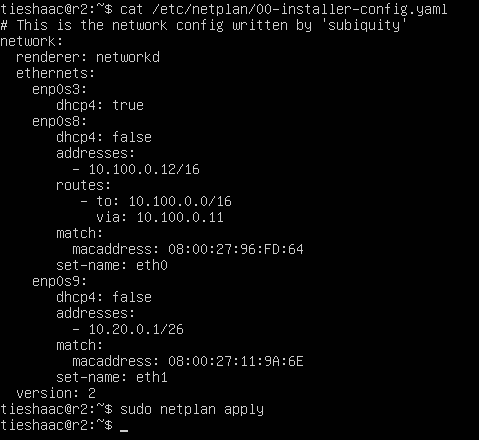 tieshaac@r2:~$ cat /etc/netplan/00-installer-config.yaml
# This is the network config written by 'subiquity'
network:
  renderer: networkd
  ethernets:
    enp0s3:
       dhcp4: true
    enp0s8:
       dhcp4: false
       addresses:
         - 10.100.0.12/16
       routes:
          - to: 10.100.0.0/16
            via: 10.100.0.11
       match:
         macaddress: 08:00:27:96:FD:64
       set-name: eth0
    enp0s9:
       dhcp4: false
       addresses:
         - 10.20.0.1/26
       match:
         macaddress: 08:00:27:11:9A:6E
       set-name: eth1
  version: 2
tieshaac@r2:~$ sudo netplan apply
tieshaac@r2:~$ _